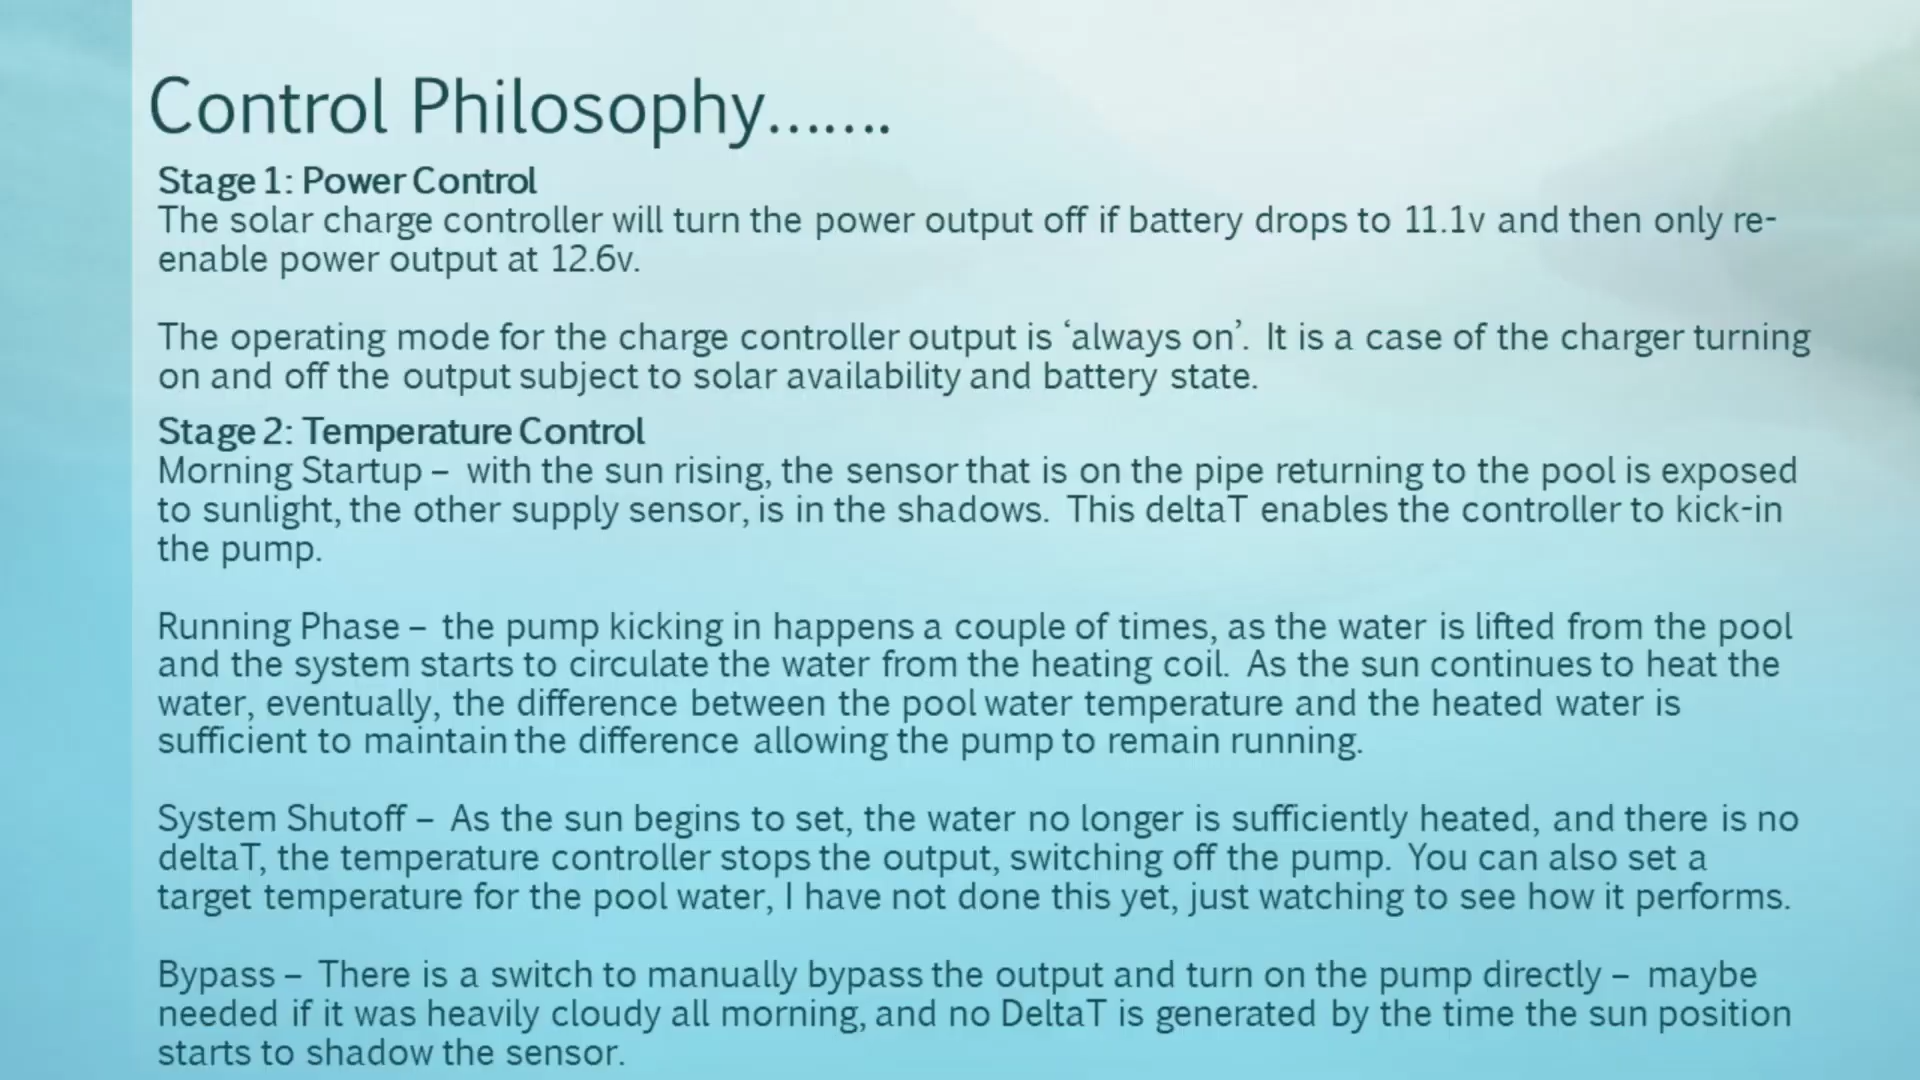 Control Philosophy.......
Stage 1: Power Control
The solar charge controller will turn the power output off if battery drops to 11.1v and then only re-
enable power output at 12.6v.
The operating mode for the charge controller output is ‘always on’. It is a case of the charger turning
on and off the output subject to solar availability and battery state.
Stage 2: Temperature Control
Morning Startup – with the sun rising, the sensor that is on the pipe returning to the pool is exposed
to sunlight, the other supply sensor, is in the shadows. This deltaT enables the controller to kick-in
the pump.
Running Phase – the pump kicking in happens a couple of times, as the water is lifted from the pool
and the system starts to circulate the water from the heating coil. As the sun continues to heat the
water, eventually, the difference between the pool water temperature and the heated water is
sufficient to maintain the difference allowing the pump to remain running.
System Shutoff – As the sun begins to set, the water no longer is sufficiently heated, and there is no
deltaT, the temperature controller stops the output, switching off the pump. You can also set a
target temperature for the pool water, I have not done this yet, just watching to see how it performs.
Bypass – There is a switch to manually bypass the output and turn on the pump directly – maybe
needed if it was heavily cloudy all morning, and no DeltaT is generated by the time the sun position
starts to shadow the sensor.